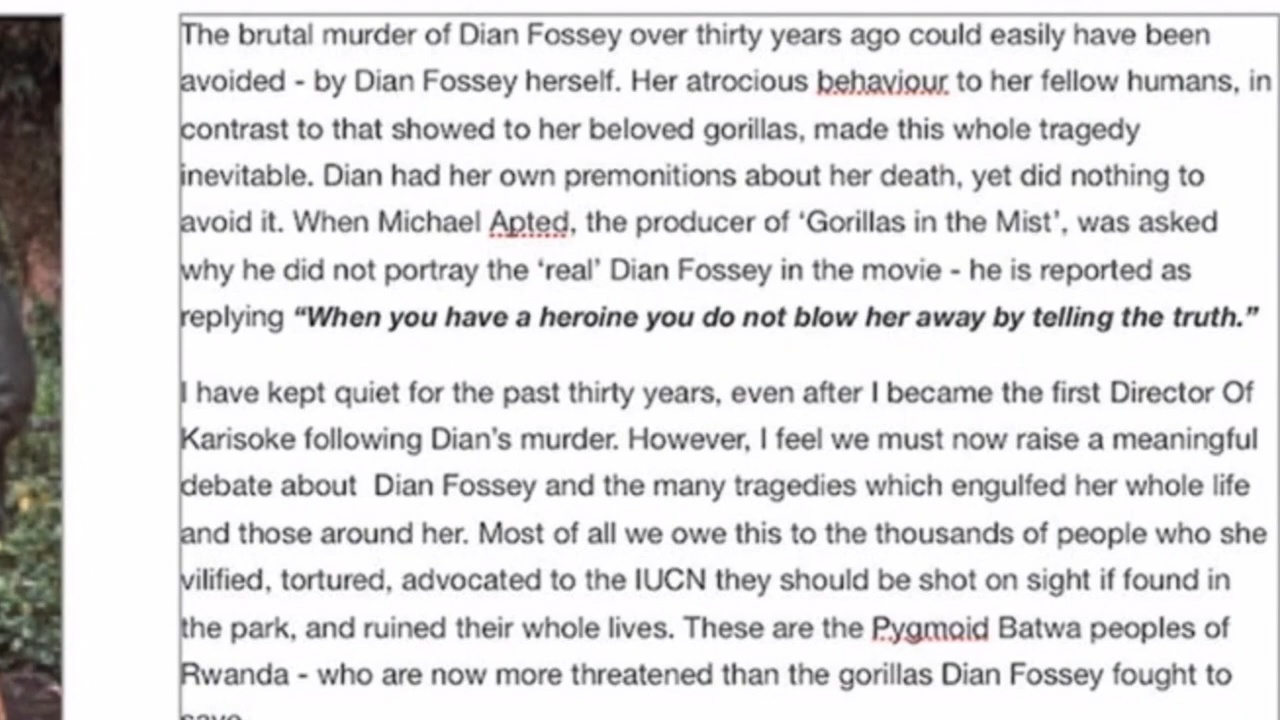 The brutal murder of Dian Fossey over thirty years ago could easily have been
avoided - by Dian Fossey herself. Her atrocious behaviour to her fellow humans, in
contrast to that showed to her beloved gorillas, made this whole tragedy
inevitable. Dian had her own premonitions about her death, yet did nothing to
avoid it. When Michael Apted, the producer of ‘Gorillas in the Mist’, was asked
why he did not portray the ‘real’ Dian Fossey in the movie - he is reported as
replying “When you have a heroine you do not blow her away by telling the truth.”
I have kept quiet for the past thirty years, even after I became the first Director Of
Karisoke following Dian’s murder. However, I feel we must now raise a meaningful
debate about  Dian Fossey and the many tragedies which engulfed her whole life
and those around her. Most of all we owe this to the thousands of people who she
vilified, tortured, advocated to the IUCN they should be shot on sight if found in
the park, and ruined their whole lives. These are the Pygmoid Batwa peoples of
Rwanda - who are now more threatened than the gorillas Dian Fossey fought to
save